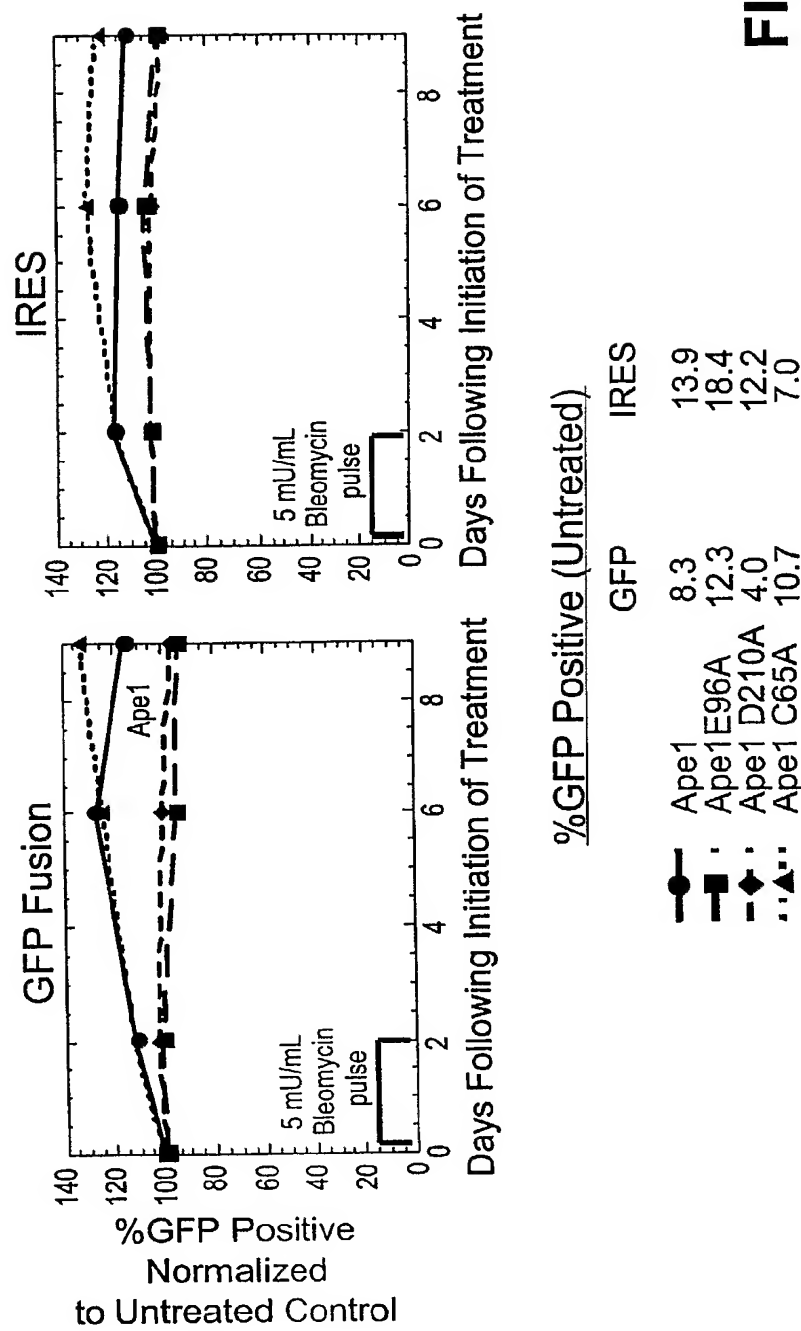 GFP Fusion
140
120
100
80
60
40
20
0
%GFP Positive
Normalized
to Untreated Control
Ape1
5 mU/mL
Bleomycin
pulse
0 2 4 6 8
Days Following Initiation of Treatment
IRES
140
120
100
80
60
40
20
0
5 mU/mL
Bleomycin
pulse
0 2 4 6 8
Days Following Initiation of Treatment
%GFP Positive (Untreated)
GFP IRES
Ape1 8.3 13.9
Ape1E96A 12.3 18.4
Ape1 D210A 4.0 12.2
Ape1 C65A 10.7 7.0